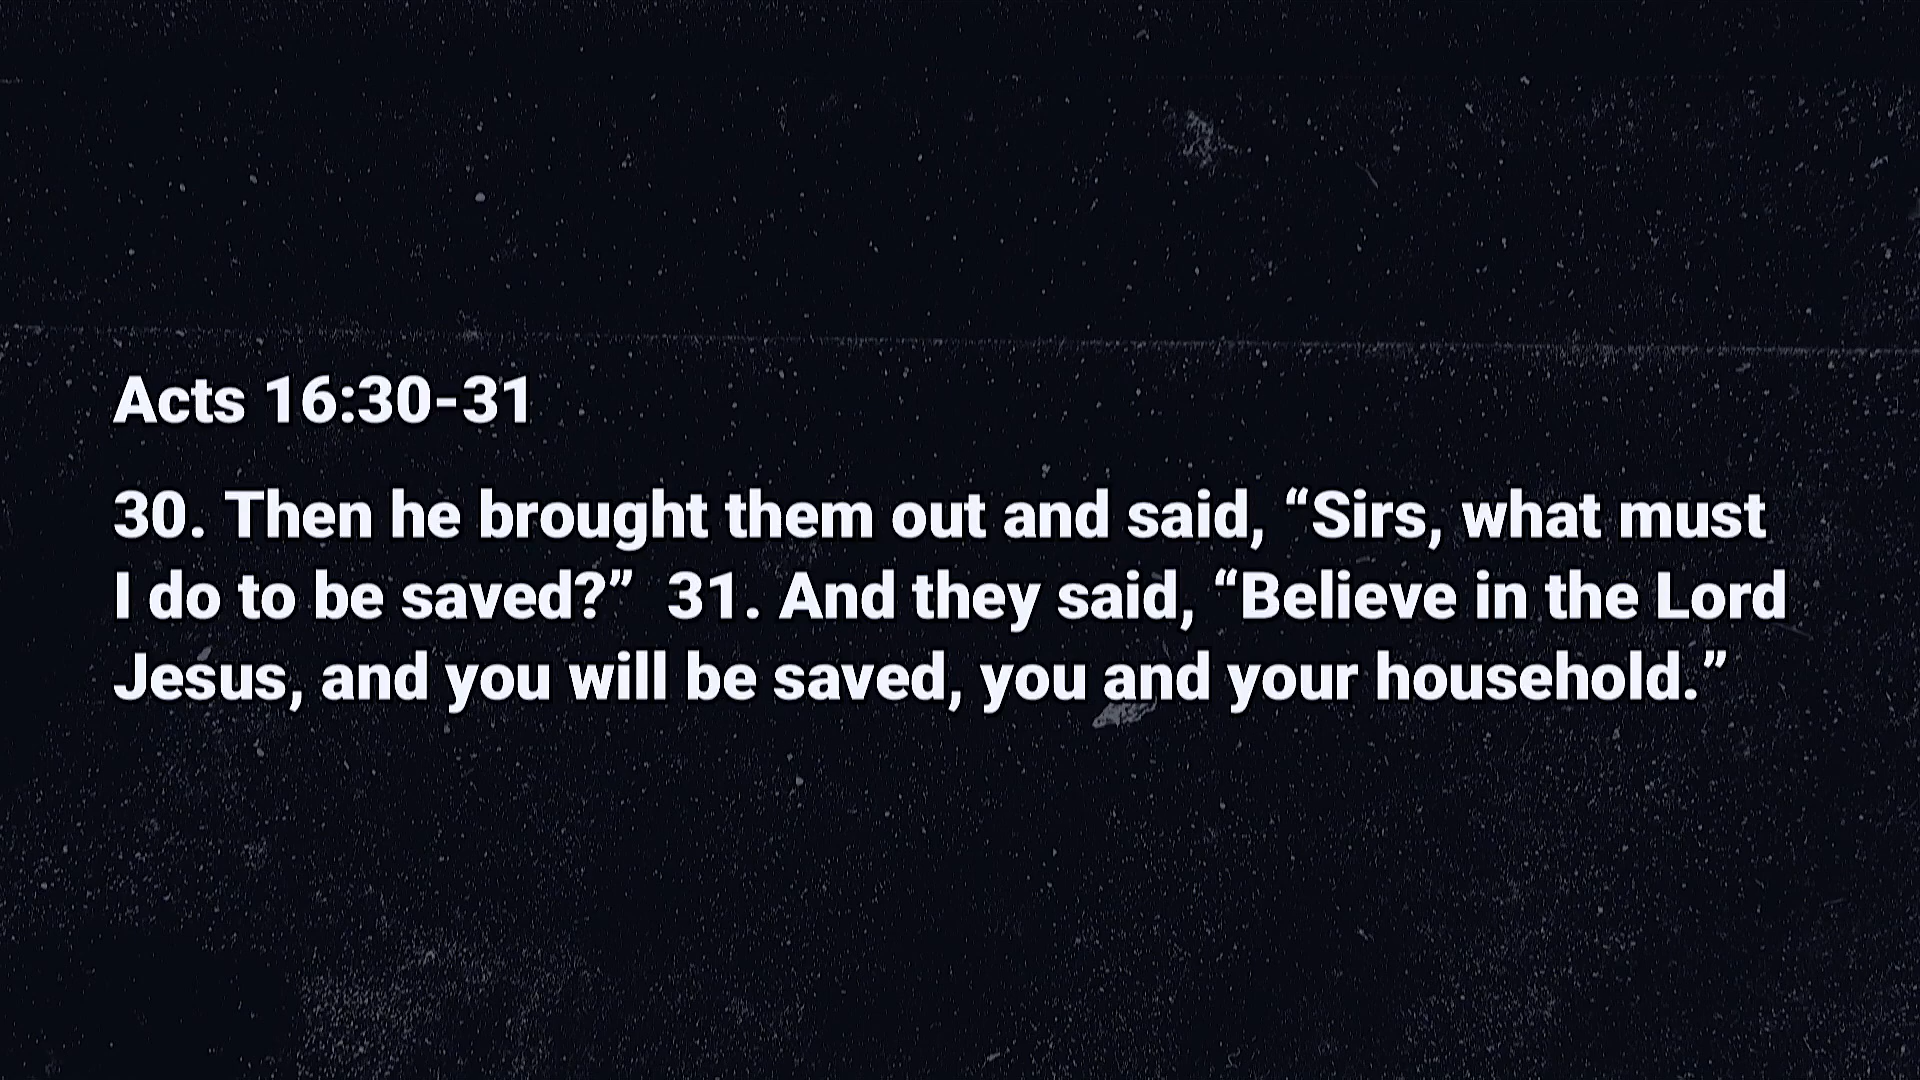 Acts 16:30-31
30. Then he brought them out and said, “Sirs, what must
I do to be saved?”  31. And they said, “Believe in the Lord
Jesus, and you will be saved, you and your household.”